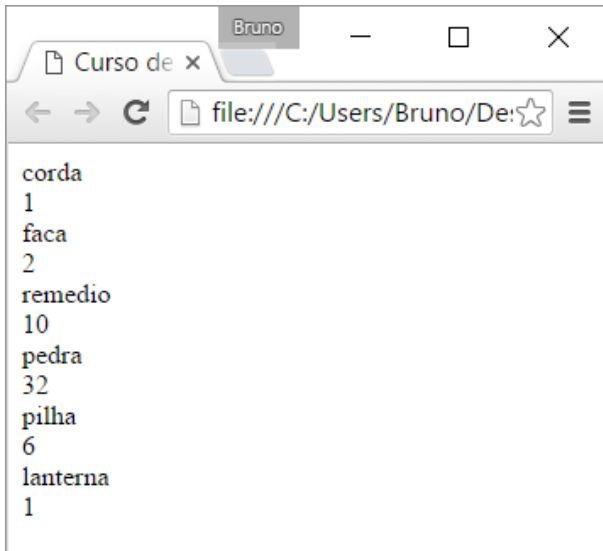 Bruno
Curso de
file:///C:/Users/Bruno/De
corda
1
faca
2
remedio
10
pedra
32
pilha
6
lanterna
1